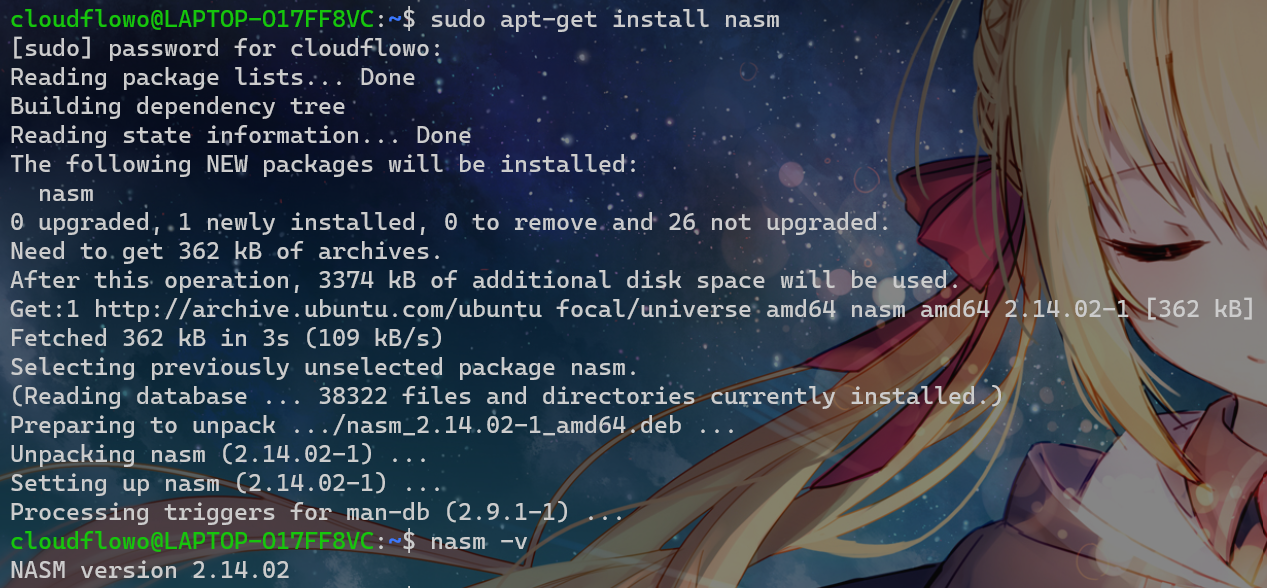 cloudflowo@LAPTOP-O17FF8VC:~$ sudo apt-get install nasm
[sudo] password for cloudflowo:
Reading package lists... Done
Building dependency tree
Reading state information... Done
The following NEW packages will be installed:
  nasm
0 upgraded, 1 newly installed, 0 to remove and 26 not upgraded.
Need to get 362 kB of archives.
After this operation, 3374 kB of additional disk space will be used.
Get:1 http://archive.ubuntu.com/ubuntu focal/universe amd64 nasm amd64 2.14.02-1 [362 kB]
Fetched 362 kB in 3s (109 kB/s)
Selecting previously unselected package nasm.
(Reading database ... 38322 files and directories currently installed.)
Preparing to unpack .../nasm_2.14.02-1_amd64.deb ...
Unpacking nasm (2.14.02-1) ...
Setting up nasm (2.14.02-1) ...
Processing triggers for man-db (2.9.1-1) ...
cloudflowo@LAPTOP-O17FF8VC:~$ nasm -v
NASM version 2.14.02